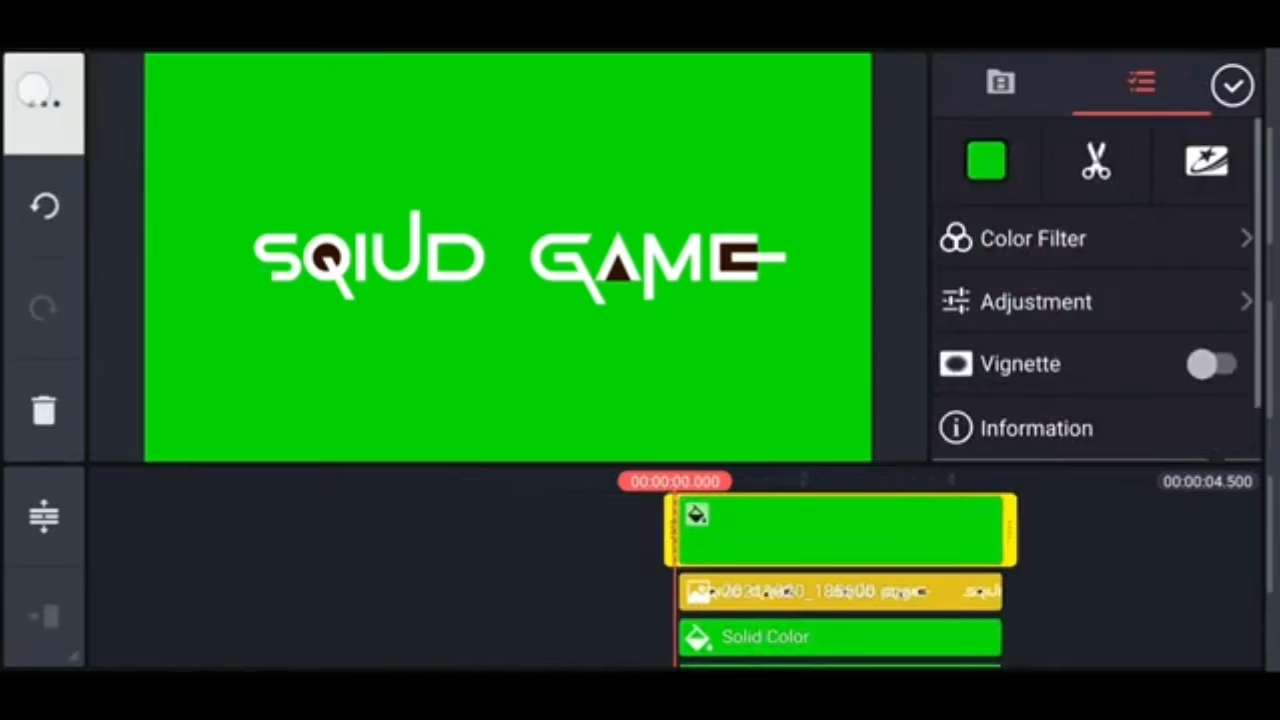 SQIUD GAME
Color Filter
Adjustment
Vignette
Information
00:00:00.000
00:00:04.500
Solid Color